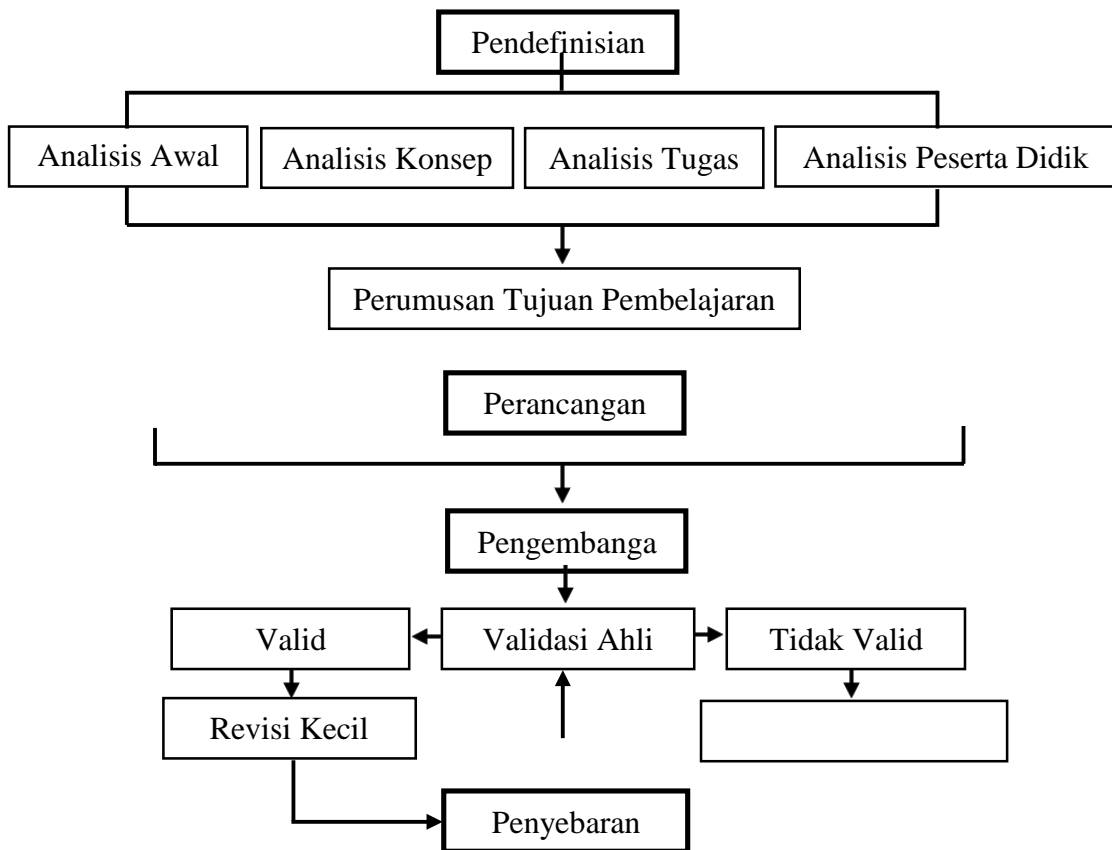 Pendefinisian
Analisis Awal
Analisis Konsep
Analisis Tugas
Analisis Peserta Didik
Perumusan Tujuan Pembelajaran
Perancangan
Pengembanga
Valid
Validasi Ahli
Tidak Valid
Revisi Kecil
Penyebaran